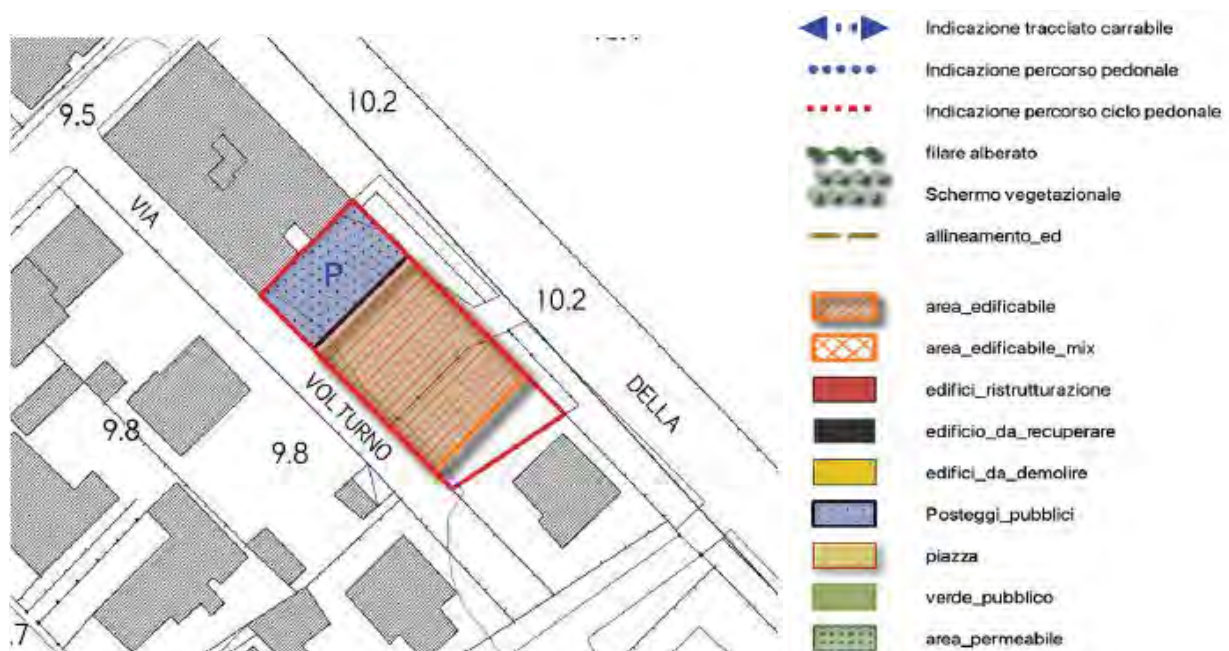 9.5
10.2
VIA
P
10.2
DELLA
VOLTURNO
9.8
9.8
.7
Indicazione tracciato carrabile
Indicazione percorso pedonale
Indicazione percorso ciclo pedonale
filare alberato
Schermo vegetazionale
allineamento_ed
area_edificabile
area_edificabile_mix
edifici_ristrutturazione
edificio_da_recuperare
edifici_da_demolire
Posteggi_pubblici
piazza
verde_pubblico
area_permeabile